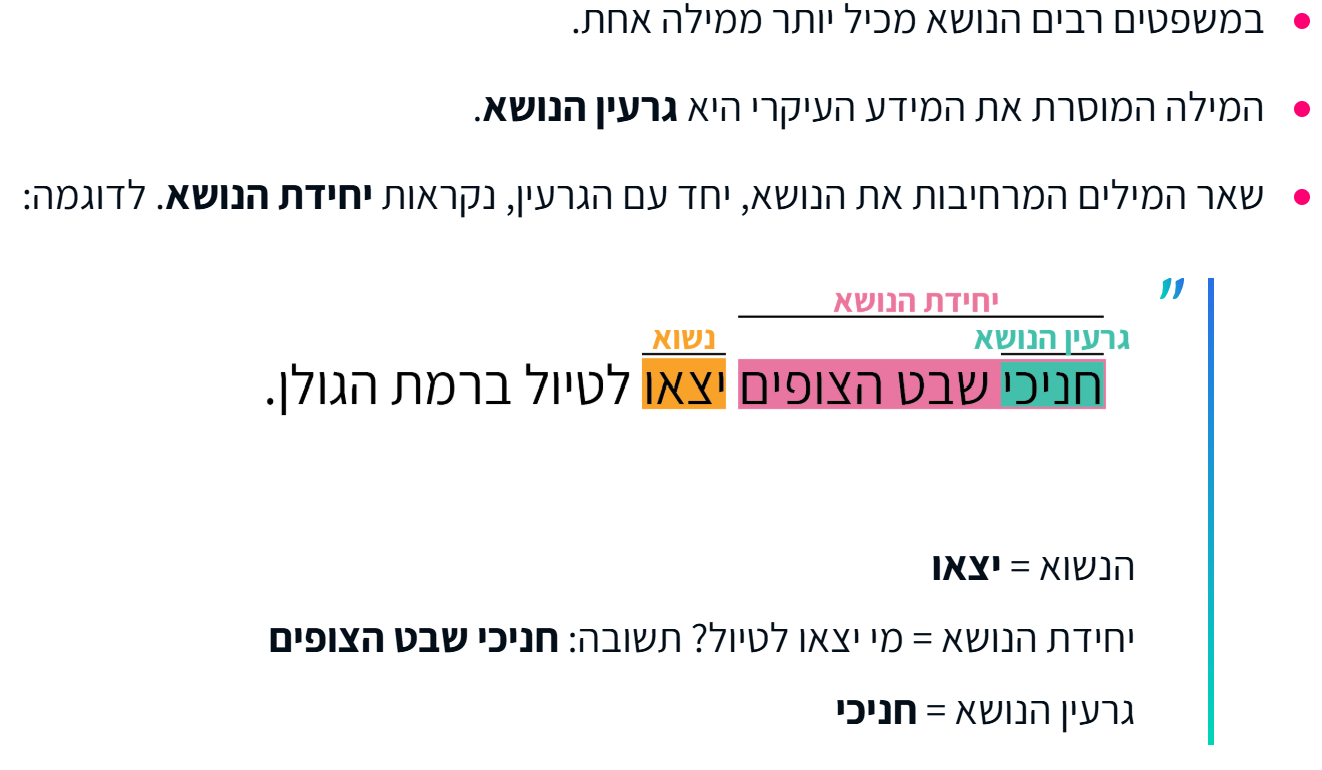 במשפטים רבים הנושא מכיל יותר ממילה אחת.
המילה המוסרת את המידע העיקרי היא גרעין הנושא.
שאר המילים המרחיבות את הנושא, יחד עם הגרעין, נקראות יחידת הנושא. לדוגמה:
יחידת הנושא
גרעין הנושא נשוא
חניכי שבט הצופים יצאו לטיול ברמת הגולן.
הנשוא = יצאו
יחידת הנושא = מי יצאו לטיול? תשובה: חניכי שבט הצופים
גרעין הנושא = חניכי